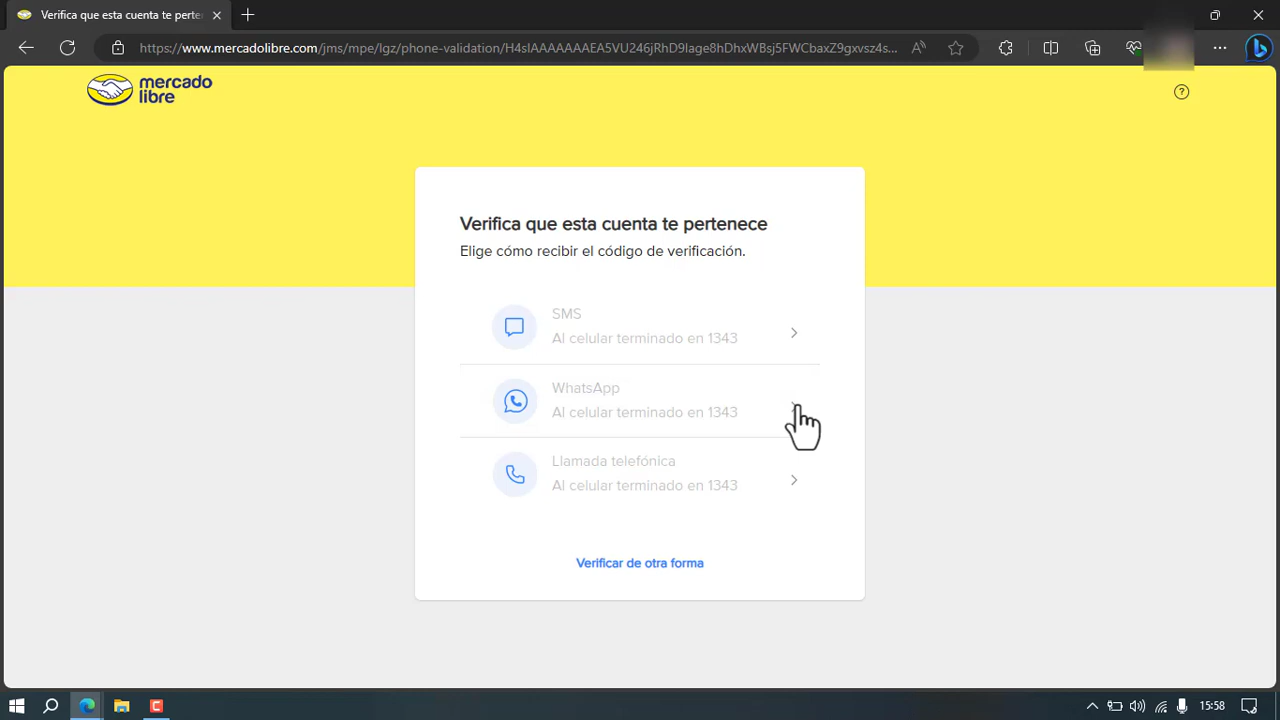 Verifica que esta cuenta te perte
https://www.mercadolibre.com/jms/mpe/lgz/phone-validation/H4sIAAAAAAAEA5VU246jRhD9Iage8hDhxWBsj5FWCbaxZ9gxvsz4s...
mercado
libre
Verifica que esta cuenta te pertenece
Elige cómo recibir el código de verificación.
SMS
Al celular terminado en 1343
WhatsApp
Al celular terminado en 1343
Llamada telefónica
Al celular terminado en 1343
Verificar de otra forma
15:58